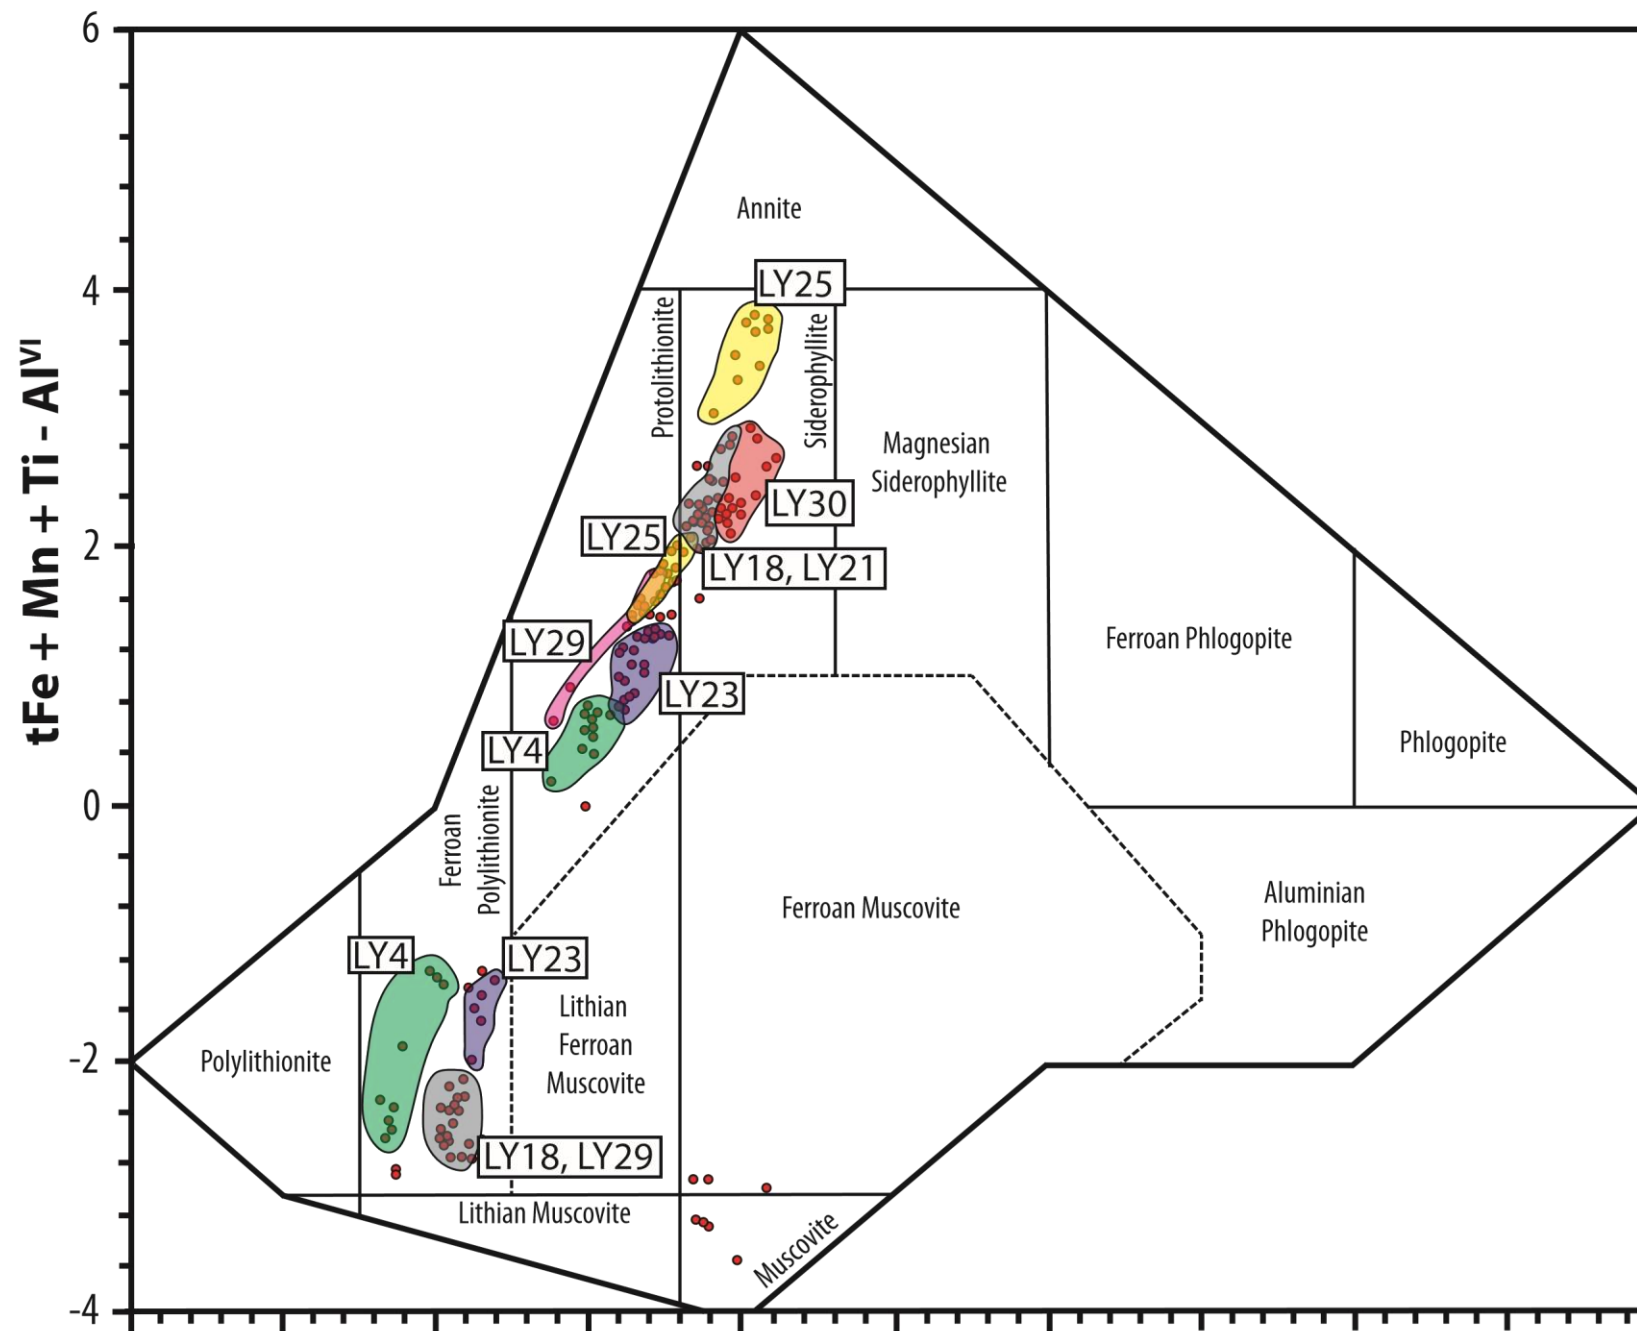 6
Annite
LY25
4
Protolithionite
Siderophyllite
Magnesian
Siderophyllite
LY30
LY25
2
LY18, LY21
tFe + Mn + Ti - Alⱽᴵ
LY29
Ferroan Phlogopite
LY23
LY4
Phlogopite
0
Ferroan
Polylithionite
Ferroan Muscovite
Aluminian
Phlogopite
LY4
LY23
Lithian
Ferroan
Muscovite
-2
Polylithionite
LY18, LY29
Lithian Muscovite
Muscovite
-4